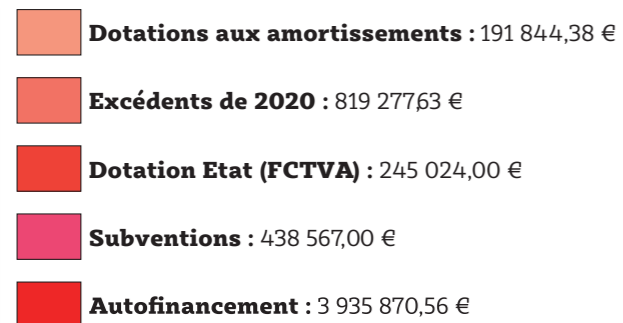 Dotations aux amortissements : 191 844,38 €
Excédents de 2020 : 819 277,63 €
Dotation Etat (FCTVA) : 245 024,00 €
Subventions : 438 567,00 €
Autofinancement : 3 935 870,56 €